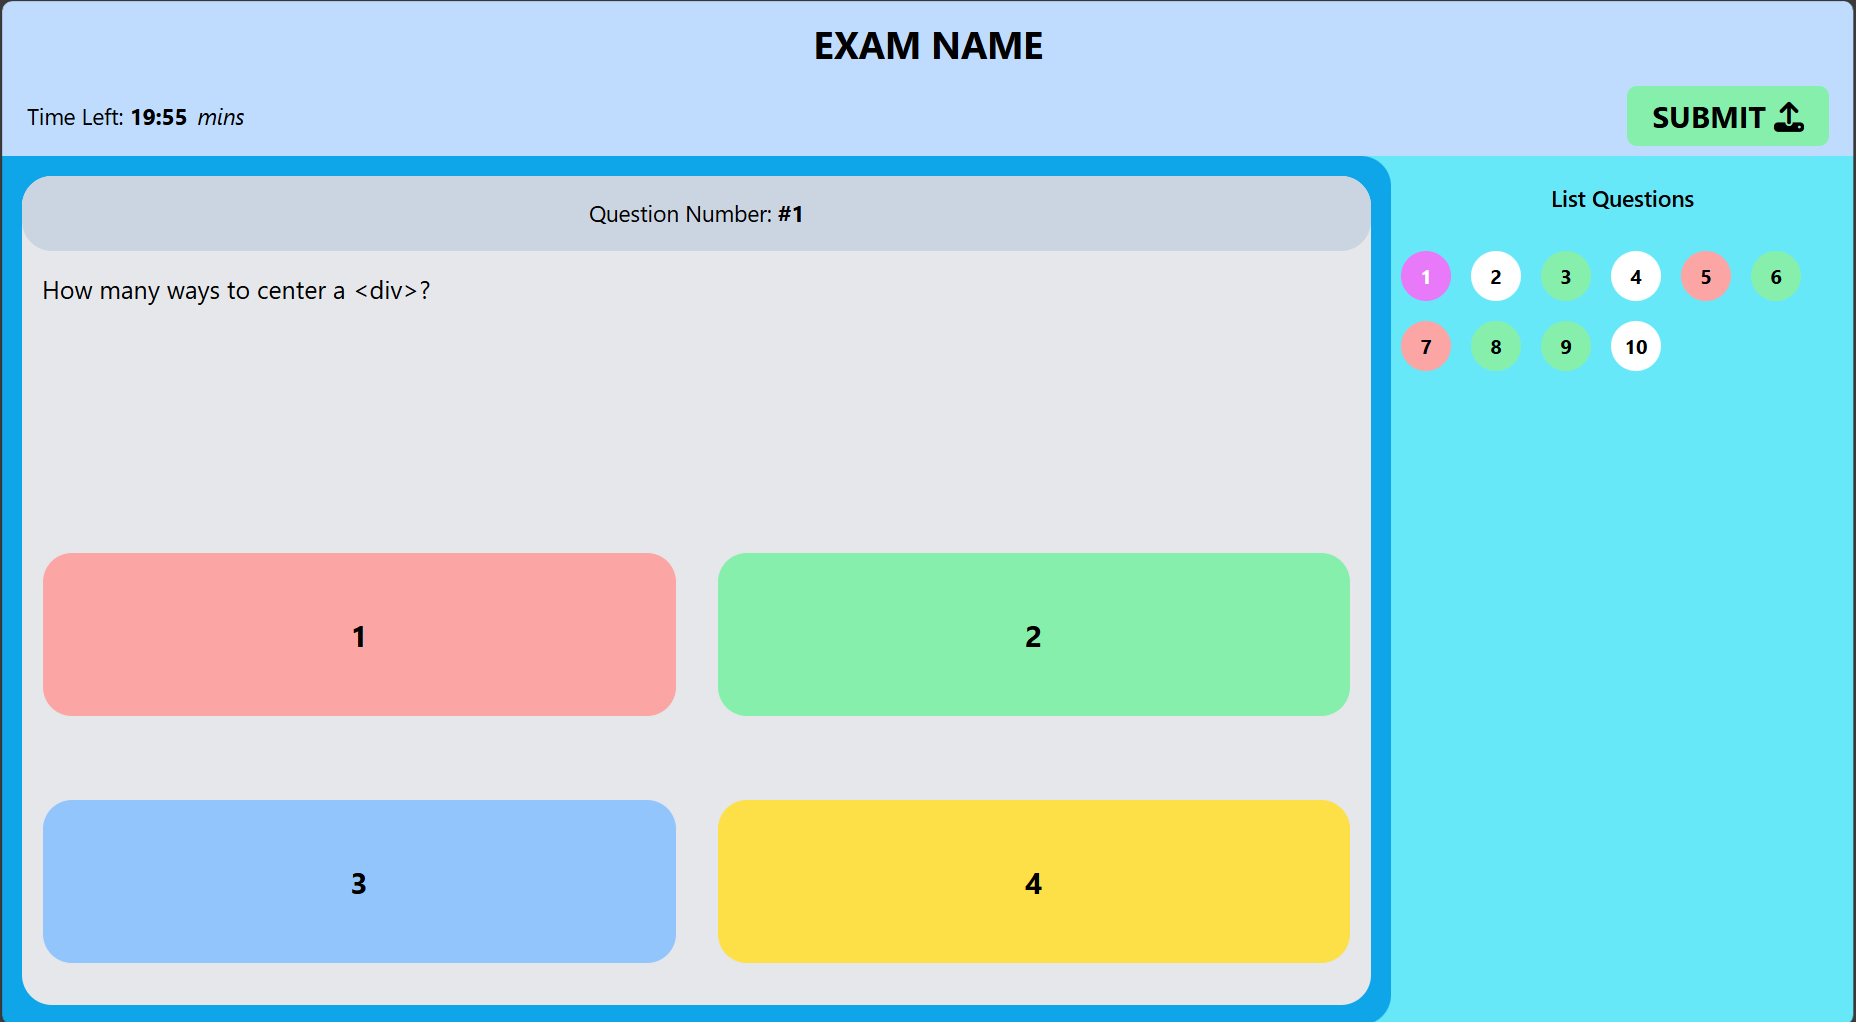 EXAM NAME
Time Left: 19:55 mins
SUBMIT
Question Number: #1
How many ways to center a <div>?
1
2
3
4
List Questions
1 2 3 4 5 6
7 8 9 10